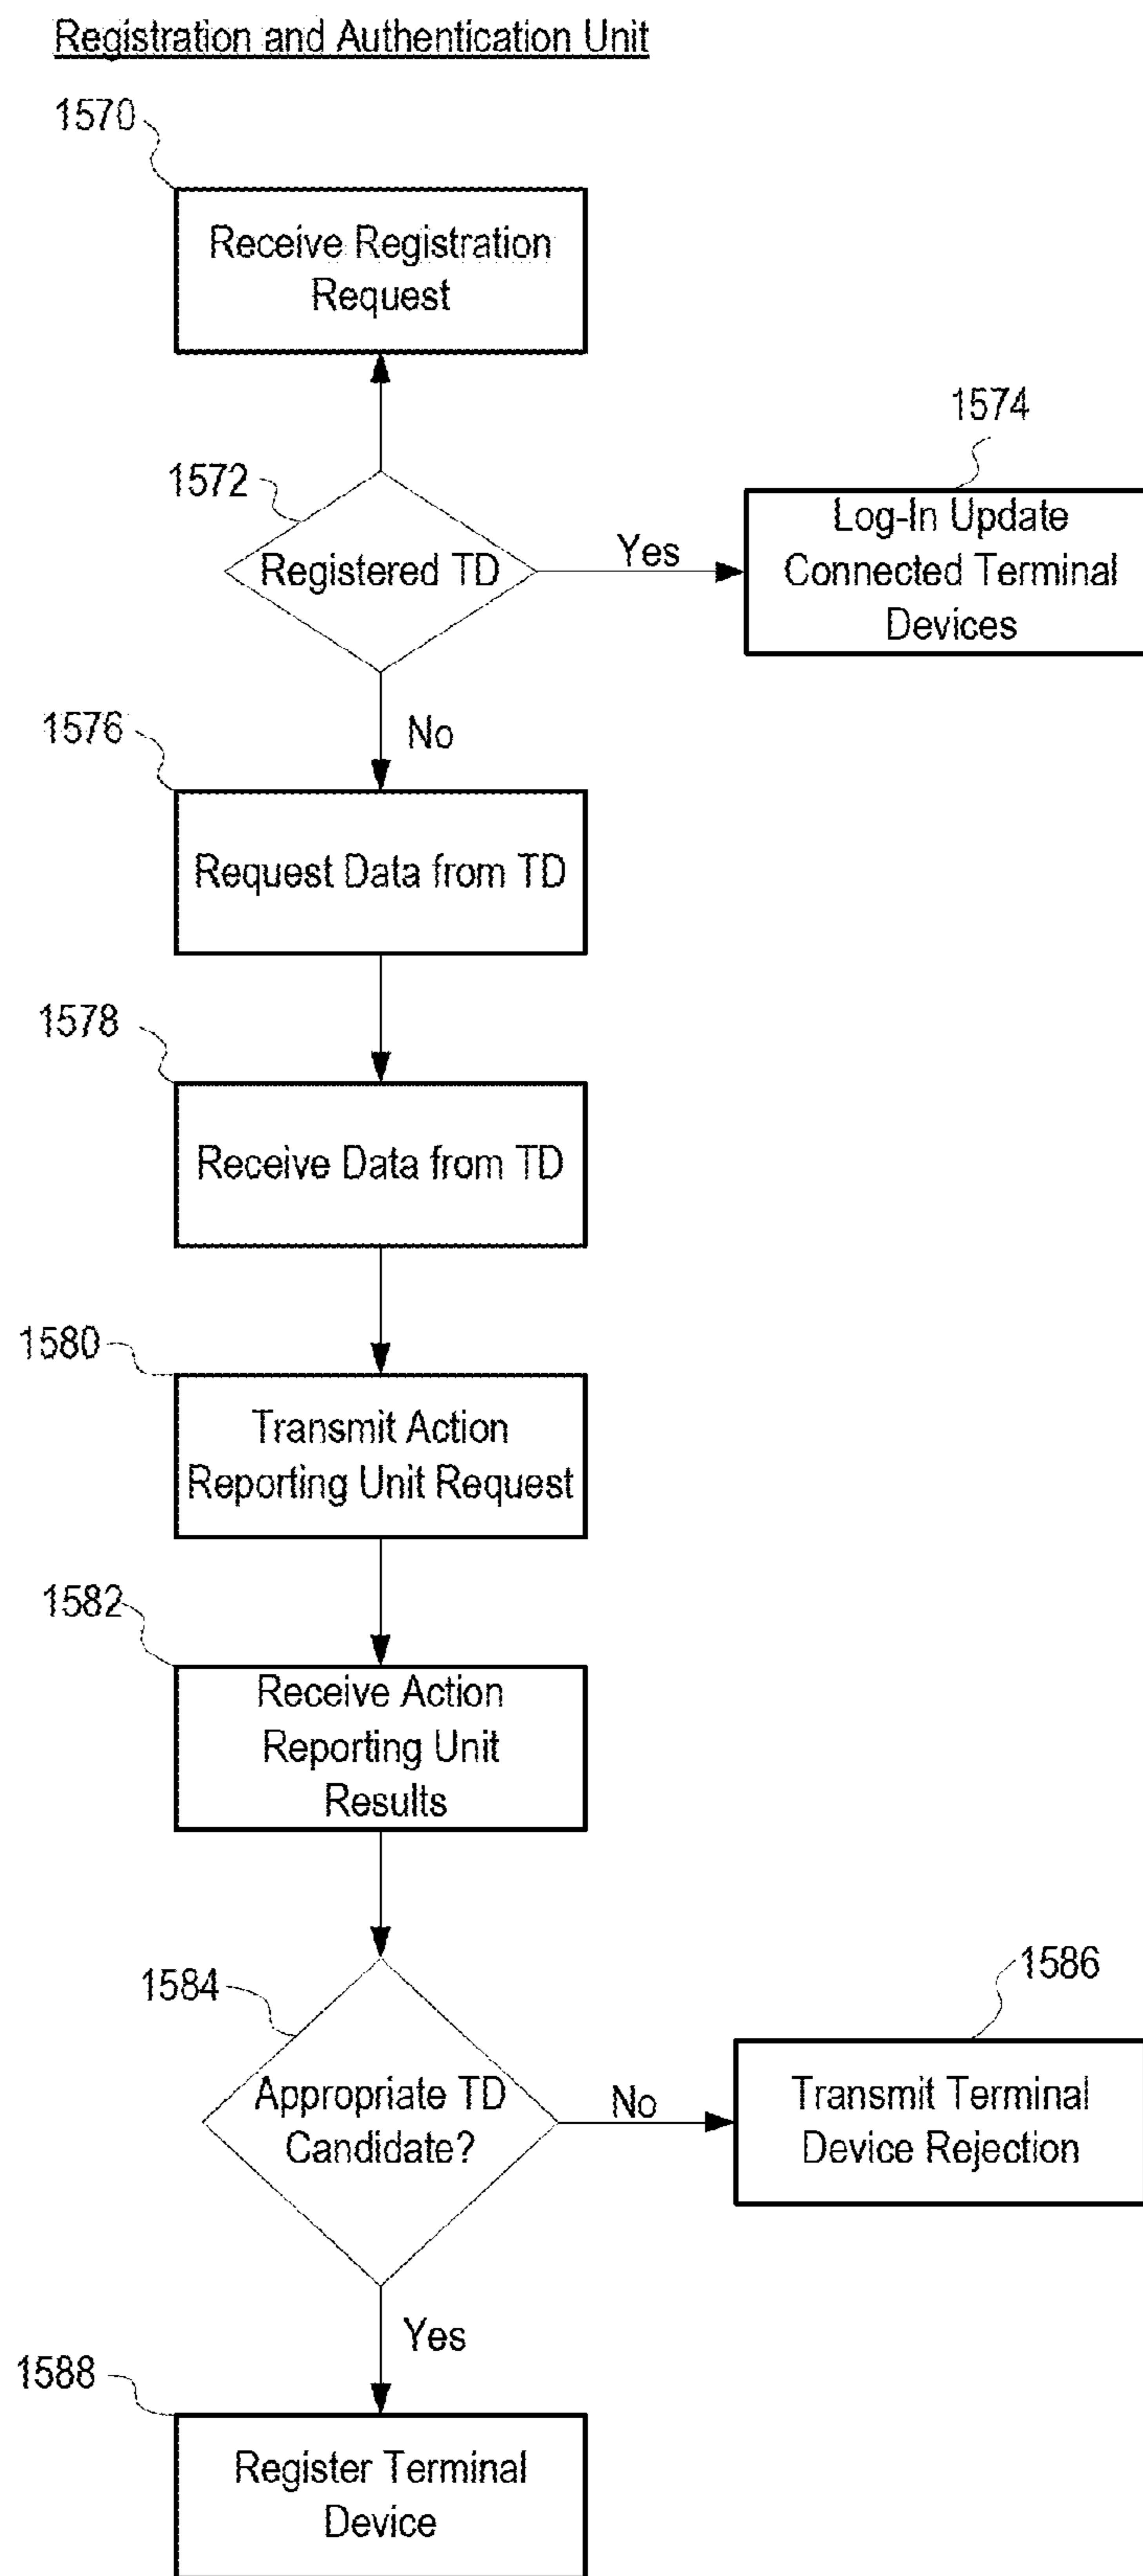 Registration and Authentication Unit
1570
Receive Registration
Request
1574
1572
Registered TD
Yes
Log-In Update
Connected Terminal
Devices
No
1576
Request Data from TD
1578
Receive Data from TD
1580
Transmit Action
Reporting Unit Request
1582
Receive Action
Reporting Unit
Results
1584
1586
Appropriate TD
Candidate?
No
Transmit Terminal
Device Rejection
Yes
1588
Register Terminal
Device